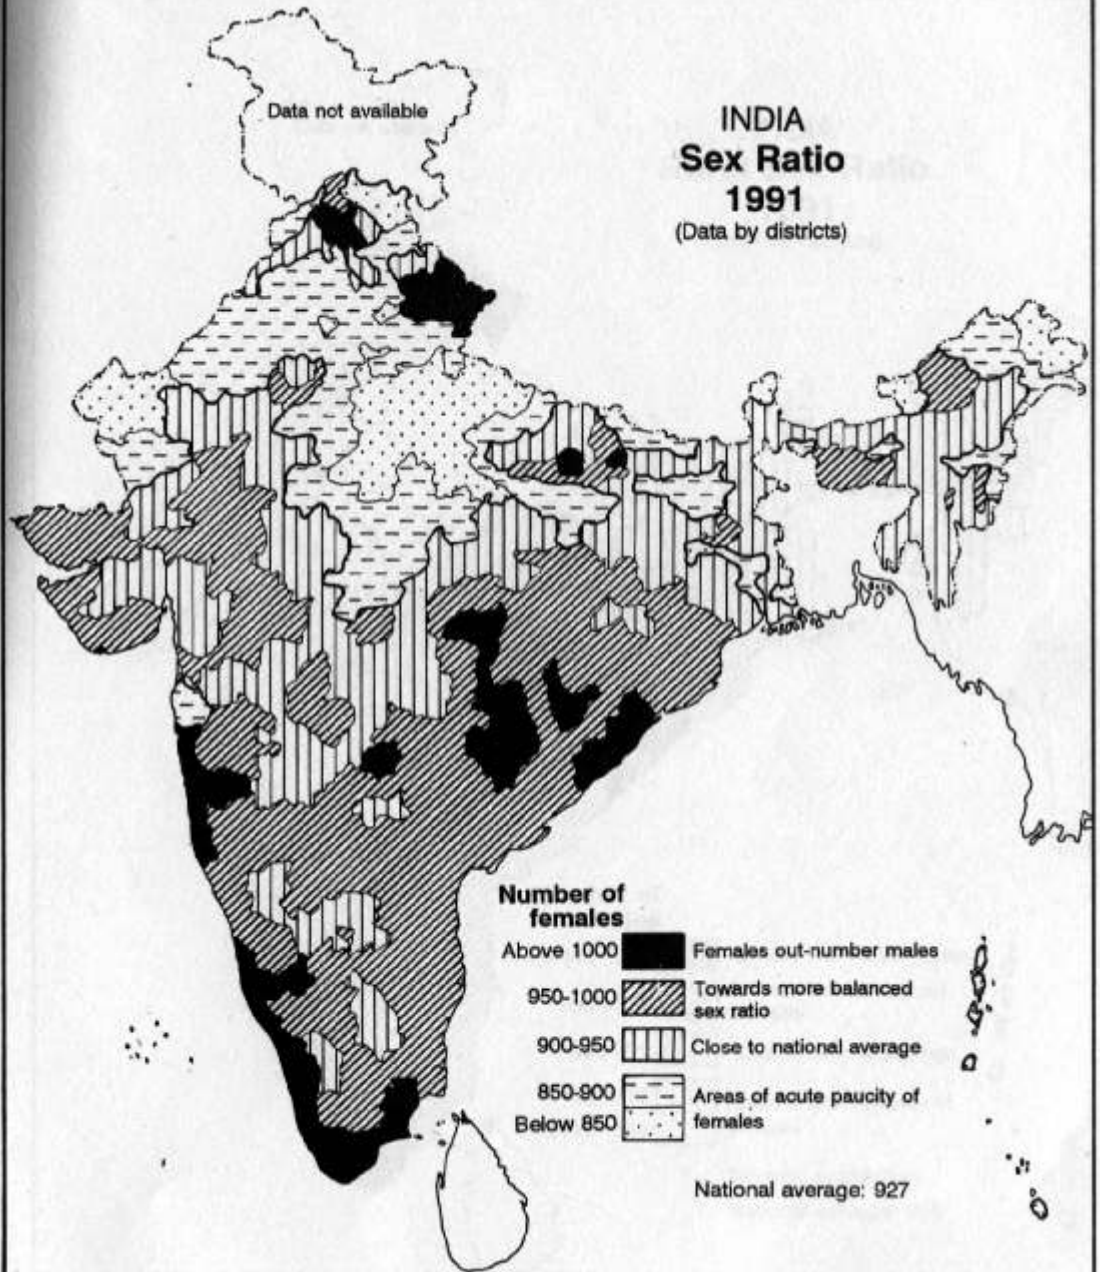 Data not available
INDIA
Sex Ratio
1991
(Data by districts)
Number of
females
Above 1000
Females out-number males
950-1000
Towards more balanced
sex ratio
900-950
Close to national average
850-900
Areas of acute paucity of
Below 850
females
National average: 927